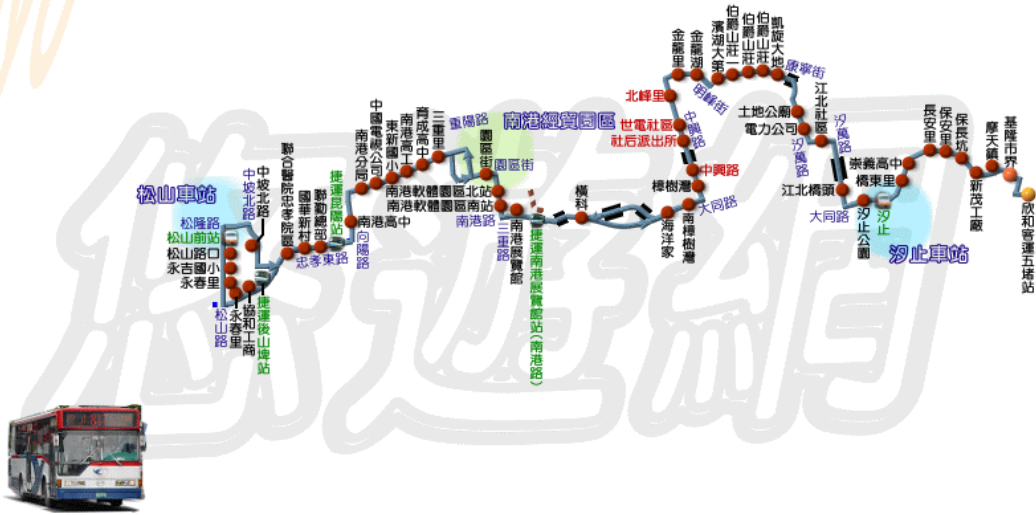 松山車站
松隆路
松山前站
松山路口
永吉國小
永春里
松山路
永春里
協和工商
捷運後山埤站
中坡北路
中坡北路
聯合醫院忠孝院區
國華新村
聯勤總部
忠孝東路
捷運昆陽站
向陽路
南港高中
南港分局
中國電視公司
東新國小
南港高工
育成高中
三重里
重陽路
南港軟體園區北站
南港軟體園區南站
園區街
園區街
南港經貿園區
南港路
三重路
南港展覽館
捷運南港展覽館站(南港路)
橫科
海洋家
南樟樹灣
大同路
樟樹灣
中興路
中興路
社后派出所
世電社區
北峰里
金龍里
金龍湖
明峰街
濱湖大第
伯爵山莊一
伯爵山莊
伯爵山莊
凱旋大地
康寧街
土地公廟
電力公司
汐萬路
江北社區
汐萬路
江北橋頭
大同路
汐止公園
汐止
汐止車站
橋東里
崇義高中
長安里
保安里
保長坑
新茂工廠
摩天鎮
基隆市界
欣和客運五堵站
悠遊網